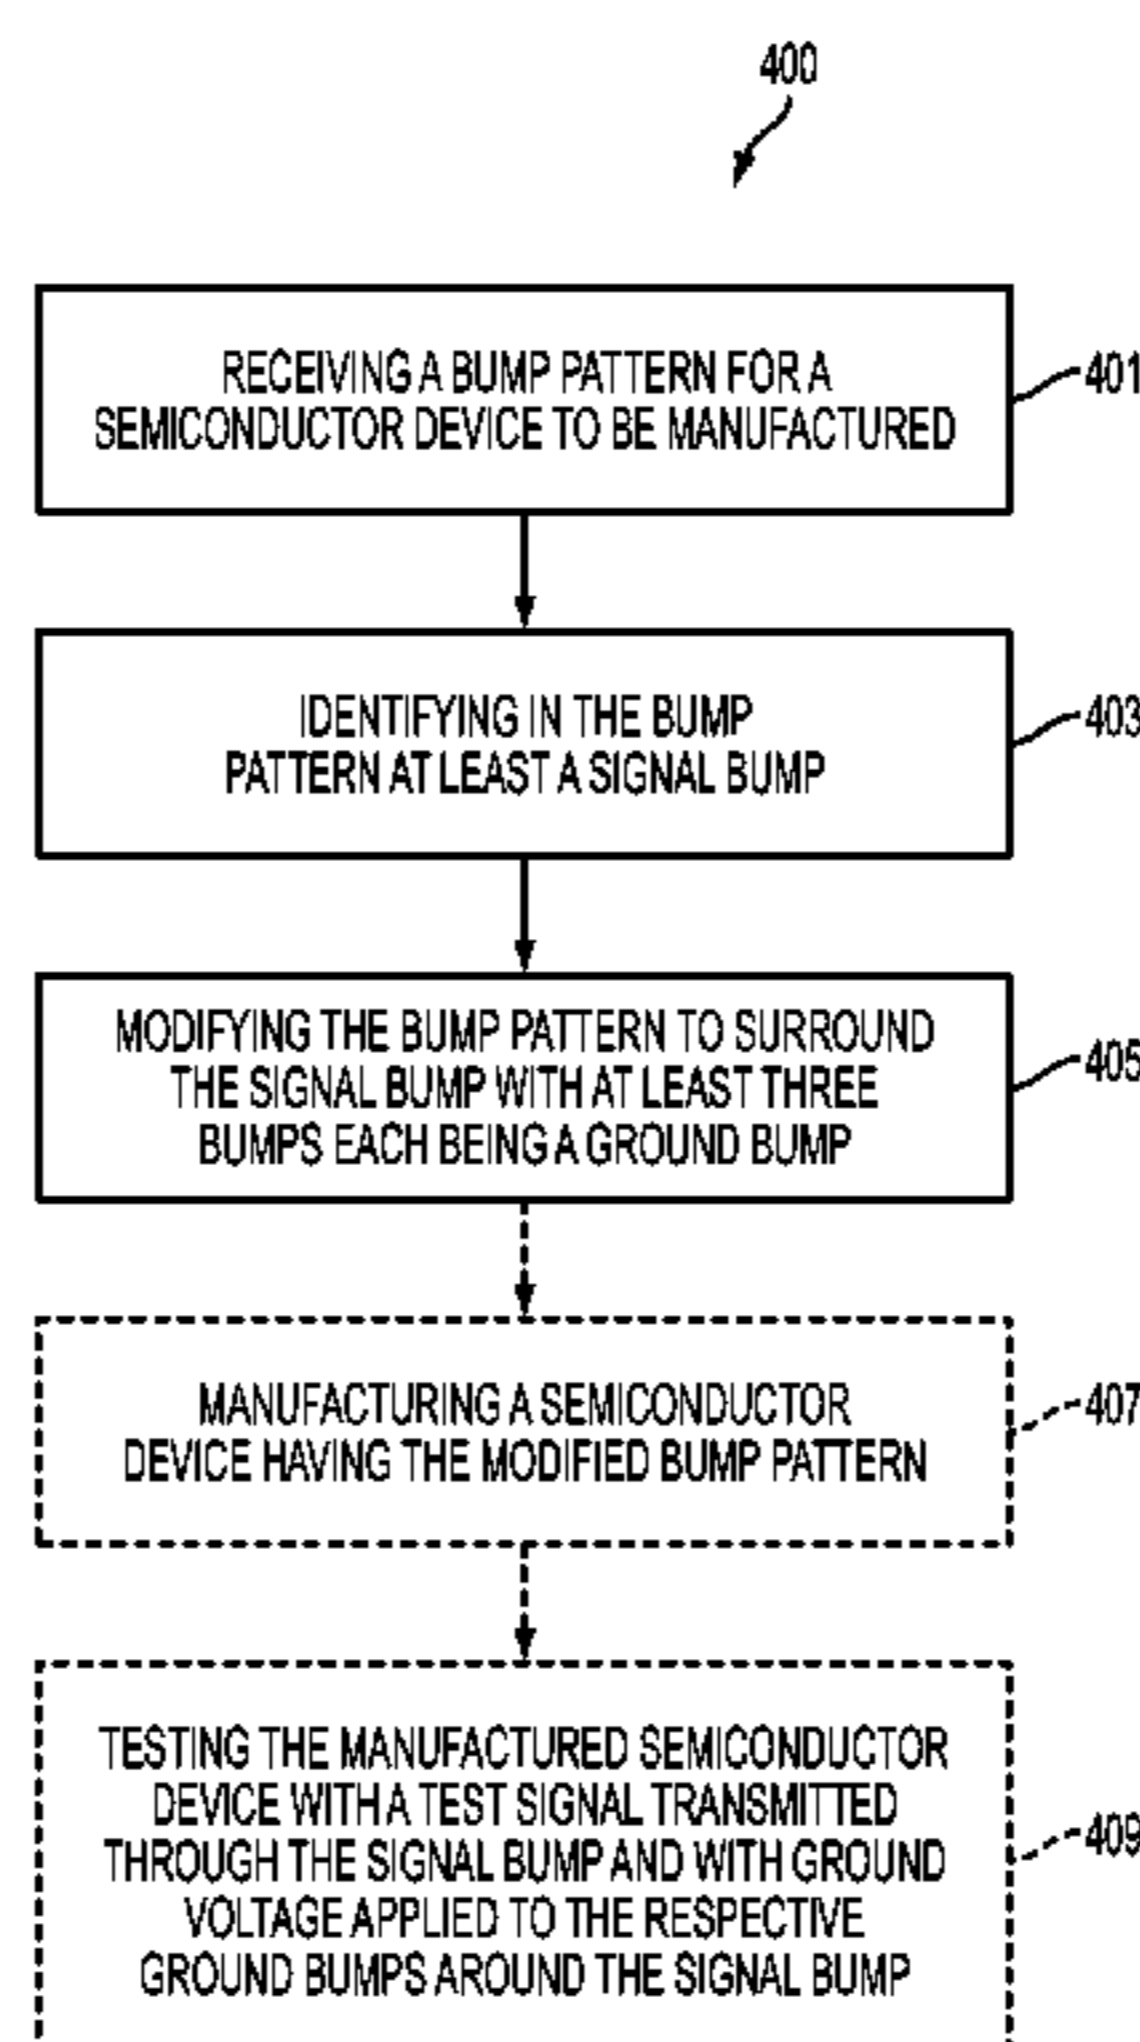 400
RECEIVING A BUMP PATTERN FOR A
SEMICONDUCTOR DEVICE TO BE MANUFACTURED
401
IDENTIFYING IN THE BUMP
PATTERN AT LEAST A SIGNAL BUMP
403
MODIFYING THE BUMP PATTERN TO SURROUND
THE SIGNAL BUMP WITH AT LEAST THREE
BUMPS EACH BEING A GROUND BUMP
405
MANUFACTURING A SEMICONDUCTOR
DEVICE HAVING THE MODIFIED BUMP PATTERN
407
TESTING THE MANUFACTURED SEMICONDUCTOR
DEVICE WITH A TEST SIGNAL TRANSMITTED
THROUGH THE SIGNAL BUMP AND WITH GROUND
VOLTAGE APPLIED TO THE RESPECTIVE
GROUND BUMPS AROUND THE SIGNAL BUMP
409